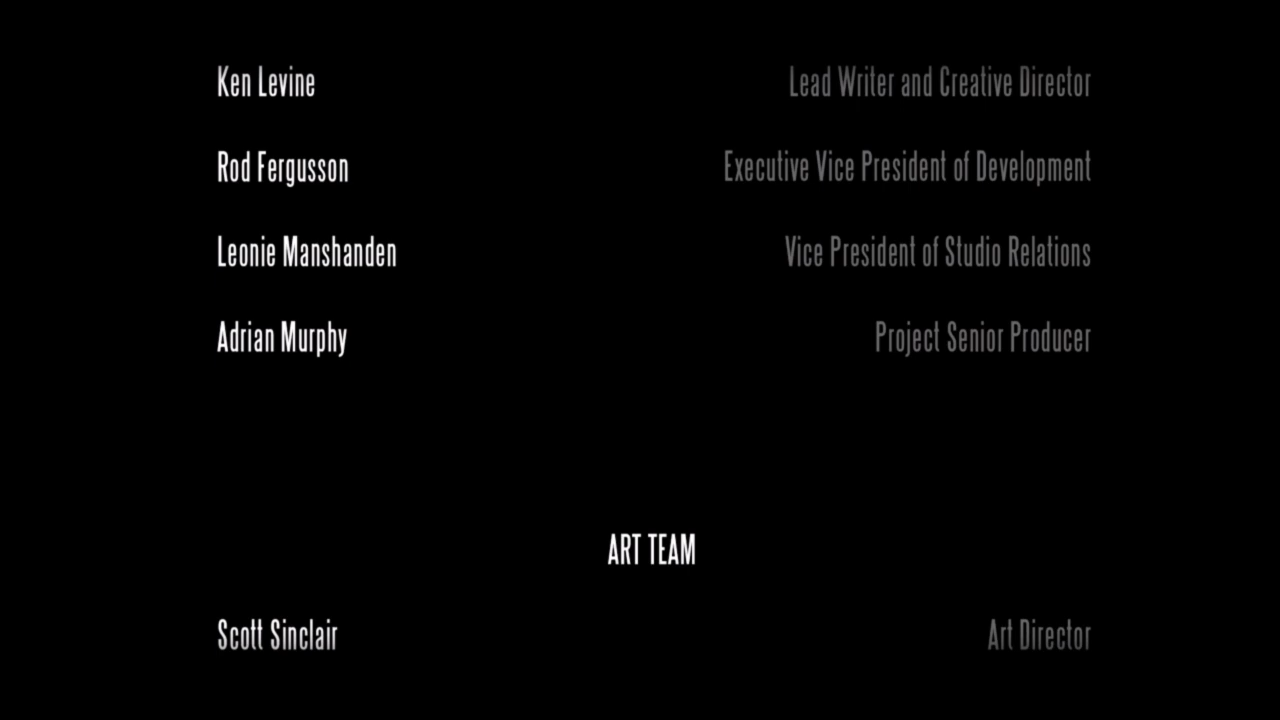 Ken Levine Lead Writer and Creative Director
Rod Fergusson Executive Vice President of Development
Leonie Manshanden Vice President of Studio Relations
Adrian Murphy Project Senior Producer
ART TEAM
Scott Sinclair Art Director